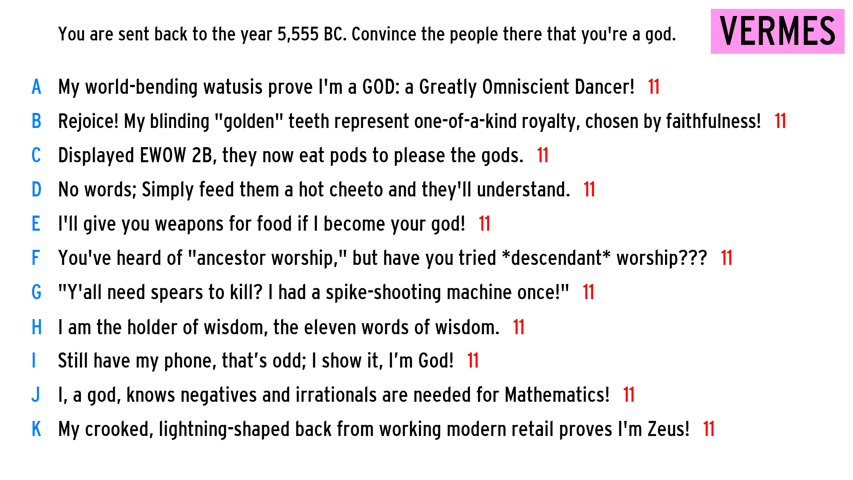 You are sent back to the year 5,555 BC. Convince the people there that you're a god.
VERMES
A My world-bending watusis prove I'm a GOD: a Greatly Omniscient Dancer! 11
B Rejoice! My blinding "golden" teeth represent one-of-a-kind royalty, chosen by faithfulness! 11
C Displayed EWOW 2B, they now eat pods to please the gods. 11
D No words; Simply feed them a hot cheeto and they'll understand. 11
E I'll give you weapons for food if I become your god! 11
F You've heard of "ancestor worship," but have you tried *descendant* worship??? 11
G "Y'all need spears to kill? I had a spike-shooting machine once!" 11
H I am the holder of wisdom, the eleven words of wisdom. 11
I Still have my phone, that’s odd; I show it, I’m God! 11
J I, a god, knows negatives and irrationals are needed for Mathematics! 11
K My crooked, lightning-shaped back from working modern retail proves I'm Zeus! 11